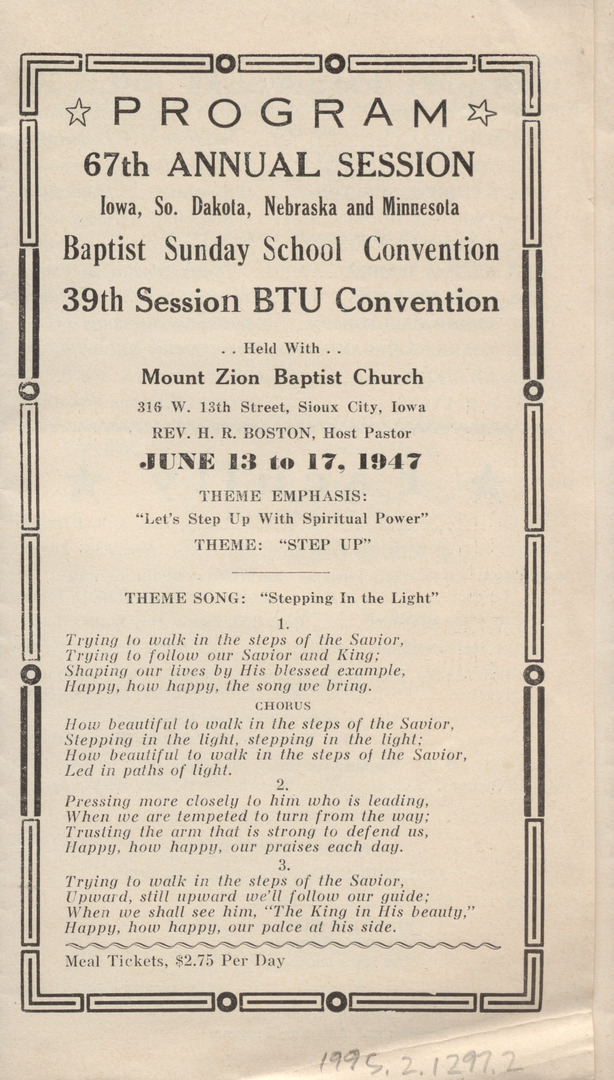 PROGRAM
67th ANNUAL SESSION
Iowa, So. Dakota, Nebraska and Minnesota
Baptist Sunday School Convention
39th Session BTU Convention
. . Held With . .
Mount Zion Baptist Church
316 W. 13th Street, Sioux City, Iowa
REV. H. R. BOSTON, Host Pastor
JUNE 13 to 17, 1947
THEME EMPHASIS:
"Let's Step Up With Spiritual Power"
THEME: "STEP UP"
THEME SONG: "Stepping In the Light"
1.
Trying to walk in the steps of the Savior,
Trying to follow our Savior and King;
Shaping our lives by His blessed example,
Happy, how happy, the song we bring.
CHORUS
How beautiful to walk in the steps of the Savior,
Stepping in the light, stepping in the light;
How beautiful to walk in the steps of the Savior,
Led in paths of light.
2.
Pressing more closely to him who is leading,
When we are tempeted to turn from the way;
Trusting the arm that is strong to defend us,
Happy, how happy, our praises each day.
3.
Trying to walk in the steps of the Savior,
Upward, still upward we'll follow our guide;
When we shall see him, "The King in His beauty,"
Happy, how happy, our palce at his side.
Meal Tickets, $2.75 Per Day
1995.2.1297.2